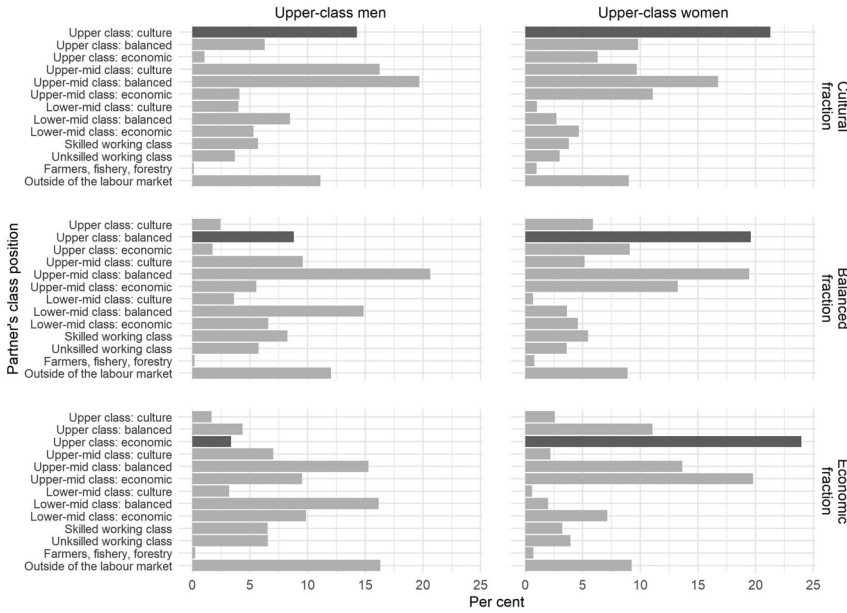 Upper-class men
Upper-class women
Upper class: culture
Upper class: balanced
Upper class: economic
Upper-mid class: culture
Upper-mid class: balanced
Upper-mid class: economic
Lower-mid class: culture
Lower-mid class: balanced
Lower-mid class: economic
Skilled working class
Unksilled working class
Farmers, fishery, forestry
Outside of the labour market
Cultural
fraction
Upper class: culture
Upper class: balanced
Upper class: economic
Upper-mid class: culture
Upper-mid class: balanced
Upper-mid class: economic
Lower-mid class: culture
Lower-mid class: balanced
Lower-mid class: economic
Skilled working class
Unksilled working class
Farmers, fishery, forestry
Outside of the labour market
Balanced
fraction
Partner's class position
Upper class: culture
Upper class: balanced
Upper class: economic
Upper-mid class: culture
Upper-mid class: balanced
Upper-mid class: economic
Lower-mid class: culture
Lower-mid class: balanced
Lower-mid class: economic
Skilled working class
Unksilled working class
Farmers, fishery, forestry
Outside of the labour market
Economic
fraction
0 5 10 15 20 25
0 5 10 15 20 25
Per cent